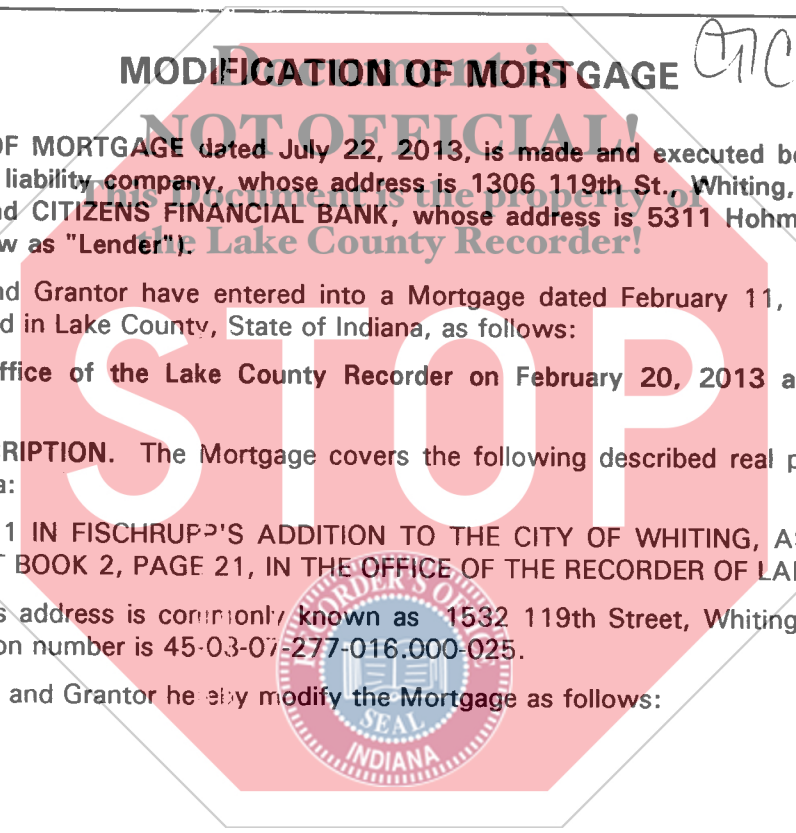 MODIFICATION OF MORTGAGE
CTC
Document is
NOT OFFICIAL!
This Document is the property of
the Lake County Recorder!
STOP
OF MORTGAGE dated July 22, 2013, is made and executed be
liability company, whose address is 1306 119th St., Whiting,
nd CITIZENS FINANCIAL BANK, whose address is 5311 Hohm
w as "Lender").
nd Grantor have entered into a Mortgage dated February 11,
d in Lake County, State of Indiana, as follows:
ffice of the Lake County Recorder on February 20, 2013 a
RIPTION. The Mortgage covers the following described real p
a:
1 IN FISCHRUPP'S ADDITION TO THE CITY OF WHITING, AS
T BOOK 2, PAGE 21, IN THE OFFICE OF THE RECORDER OF LA
s address is commonly known as 1532 119th Street, Whiting
on number is 45-03-07-277-016.000-025.
and Grantor hereby modify the Mortgage as follows:
RECORDER'S OFFICE
SEAL
INDIANA